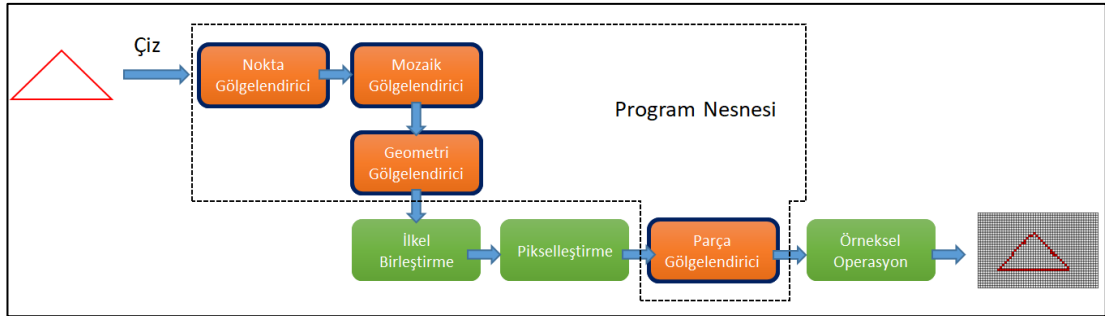 Çiz
Nokta
Gölgelendirici
Mozaik
Gölgelendirici
Program Nesnesi
Geometri
Gölgelendirici
İlkel
Birleştirme
Pikselleştirme
Parça
Gölgelendirici
Örneksel
Operasyon